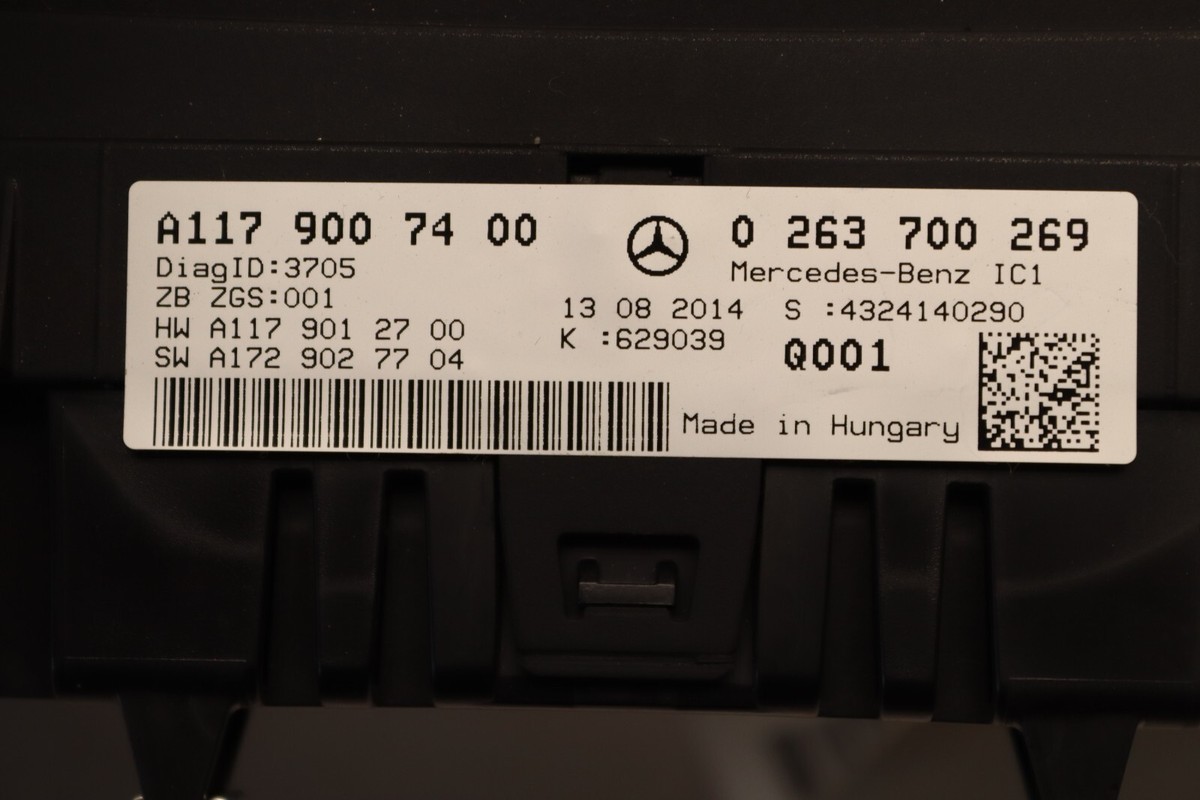 A117 900 74 00
DiagID:3705
ZB ZGS:001
HW A117 901 27 00
SW A172 902 77 04
13 08 2014
K :629039
0 263 700 269
Mercedes-Benz IC1
S :4324140290
Q001
Made in Hungary